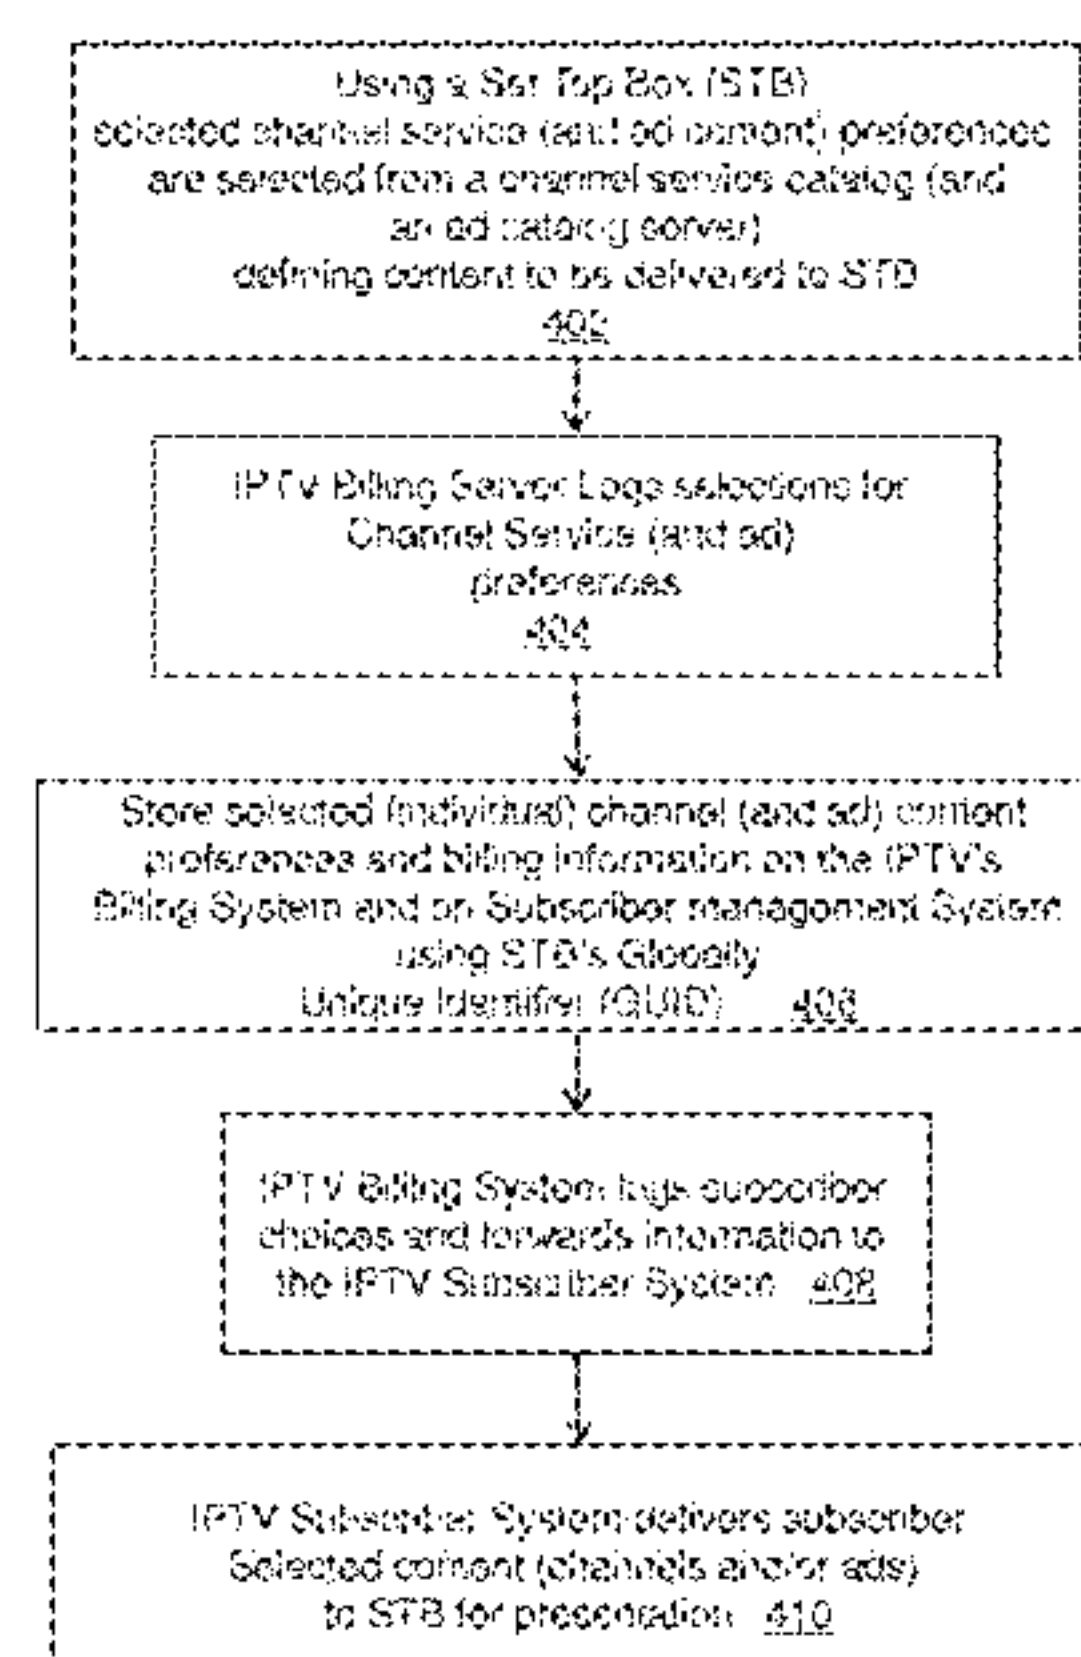 Using a Set Top Box (STB)
selected channel service (and ad content) preferences
are selected from a channel service catalog (and
an ad catalog server)
defining content to be delivered to STB
402
IPTV Billing Server Logs selections for
Channel Service (and ad)
preferences
404
Store selected (individual) channel (and ad) content
preferences and billing information on the IPTV's
Billing System and on Subscriber management System
using STB's Globally
Unique Identifier (GUID) 406
IPTV Billing System logs subscriber
choices and forwards information to
the IPTV Subscriber System 408
IPTV Subscriber System delivers subscriber
Selected content (channels and/or ads)
to STB for presentation 410